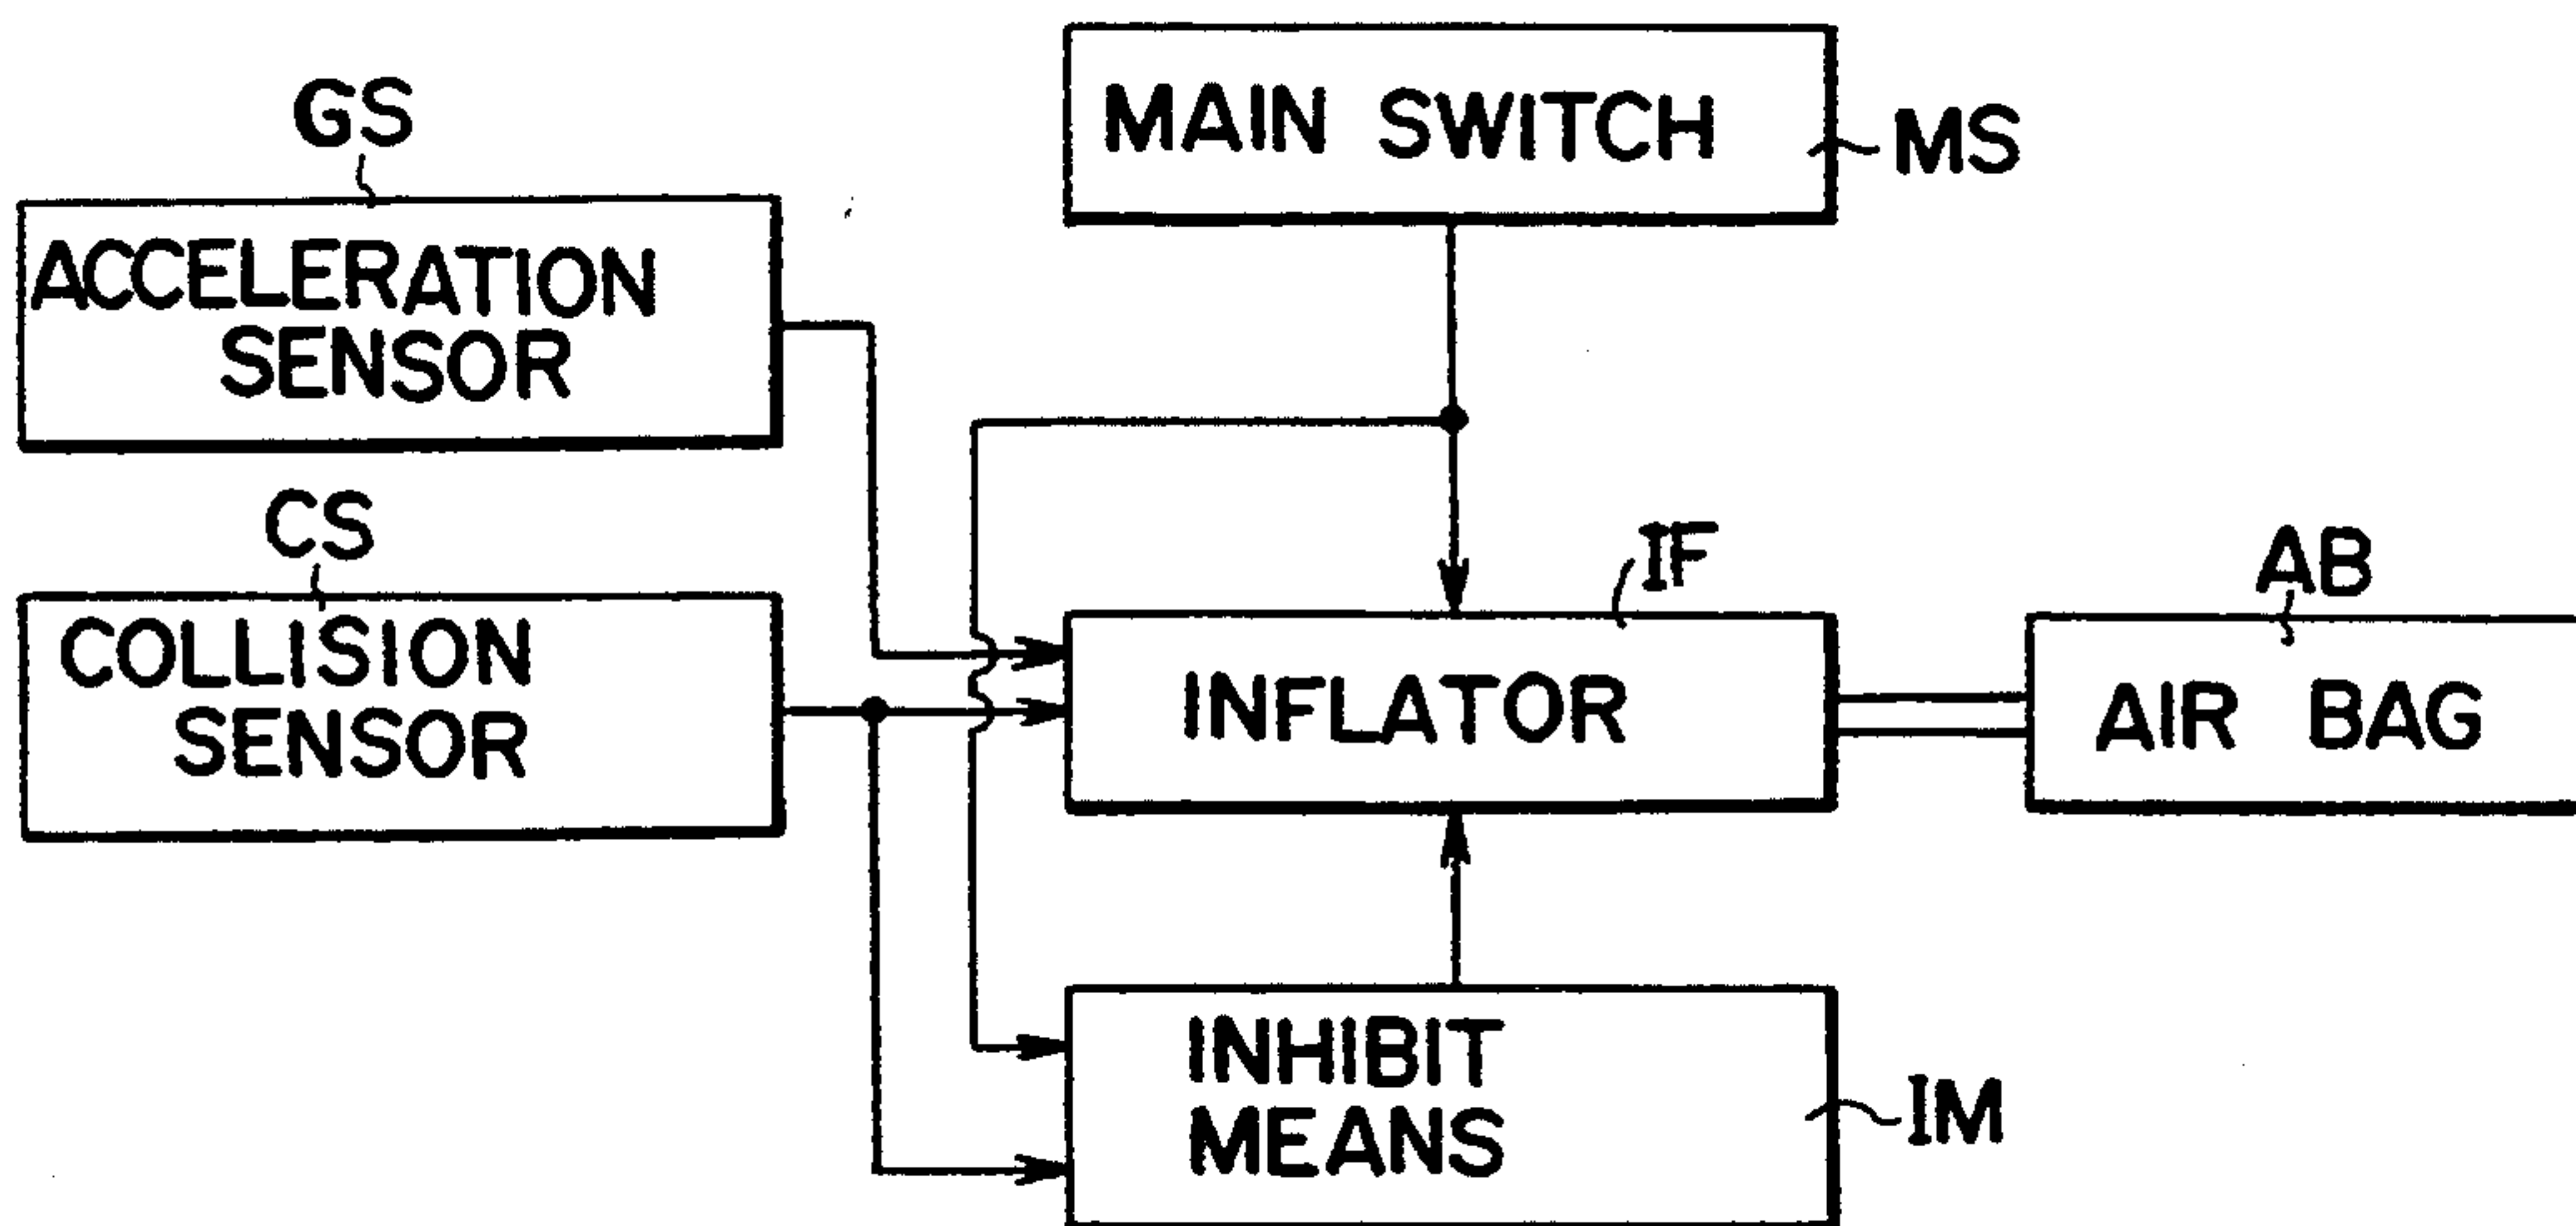 GS
ACCELERATION
SENSOR
CS
COLLISION
SENSOR
MAIN SWITCH
MS
IF
INFLATOR
AB
AIR BAG
INHIBIT
MEANS
IM